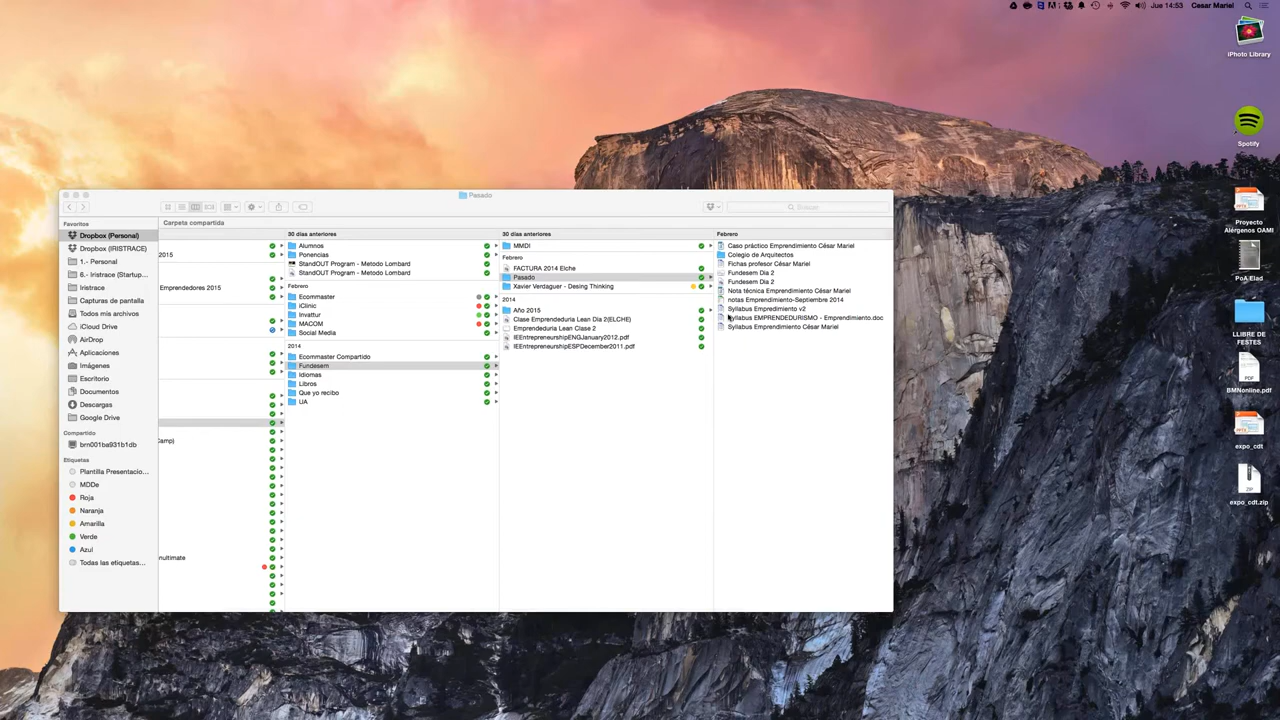 Jue 14:53 Cesar Mariel
iPhoto Library
Spotify
Proyecto
Alérgenos OAMI
PoA Elad
LLIBRE DE
FESTES
BMNonline.pdf
expo_cdt
expo_cdt.zip
Pasado
Buscar
Carpeta compartida
Favoritos
Dropbox (Personal)
Dropbox (IRISTRACE)
1.- Personal
6.- Iristrace (Startup...
Iristrace
Capturas de pantalla
Todos mis archivos
iCloud Drive
AirDrop
Aplicaciones
Imágenes
Escritorio
Documentos
Descargas
Google Drive
Compartido
brn001ba931b1db
Etiquetas
Plantilla Presentacio...
MDDe
Roja
Naranja
Amarilla
Verde
Azul
Todas las etiquetas...
2015
Emprendedores 2015
Camp)
nultimate
30 días anteriores
Alumnos
Ponencias
StandOUT Program - Metodo Lombard
StandOUT Program - Metodo Lombard
Febrero
Ecommaster
iClinic
Invattur
MACOM
Social Media
2014
Ecommaster Compartido
Fundesem
Idiomas
Libros
Que yo recibo
UA
30 días anteriores
MMDI
Febrero
FACTURA 2014 Elche
Pasado
Xavier Verdaguer - Desing Thinking
2014
Año 2015
Clase Emprendeduria Lean Dia 2(ELCHE)
Emprendeduria Lean Clase 2
IEEntrepreneurshipENGJanuary2012.pdf
IEEntrepreneurshipESPDecember2011.pdf
Febrero
Caso práctico Emprendimiento César Mariel
Colegio de Arquitectos
Fichas profesor César Mariel
Fundesem Dia 2
Fundesem Dia 2
Nota técnica Emprendimiento César Mariel
notas Emprendimiento-Septiembre 2014
Syllabus Empredimiento v2
Syllabus EMPRENDEDURISMO - Emprendimiento.doc
Syllabus Emprendimiento César Mariel